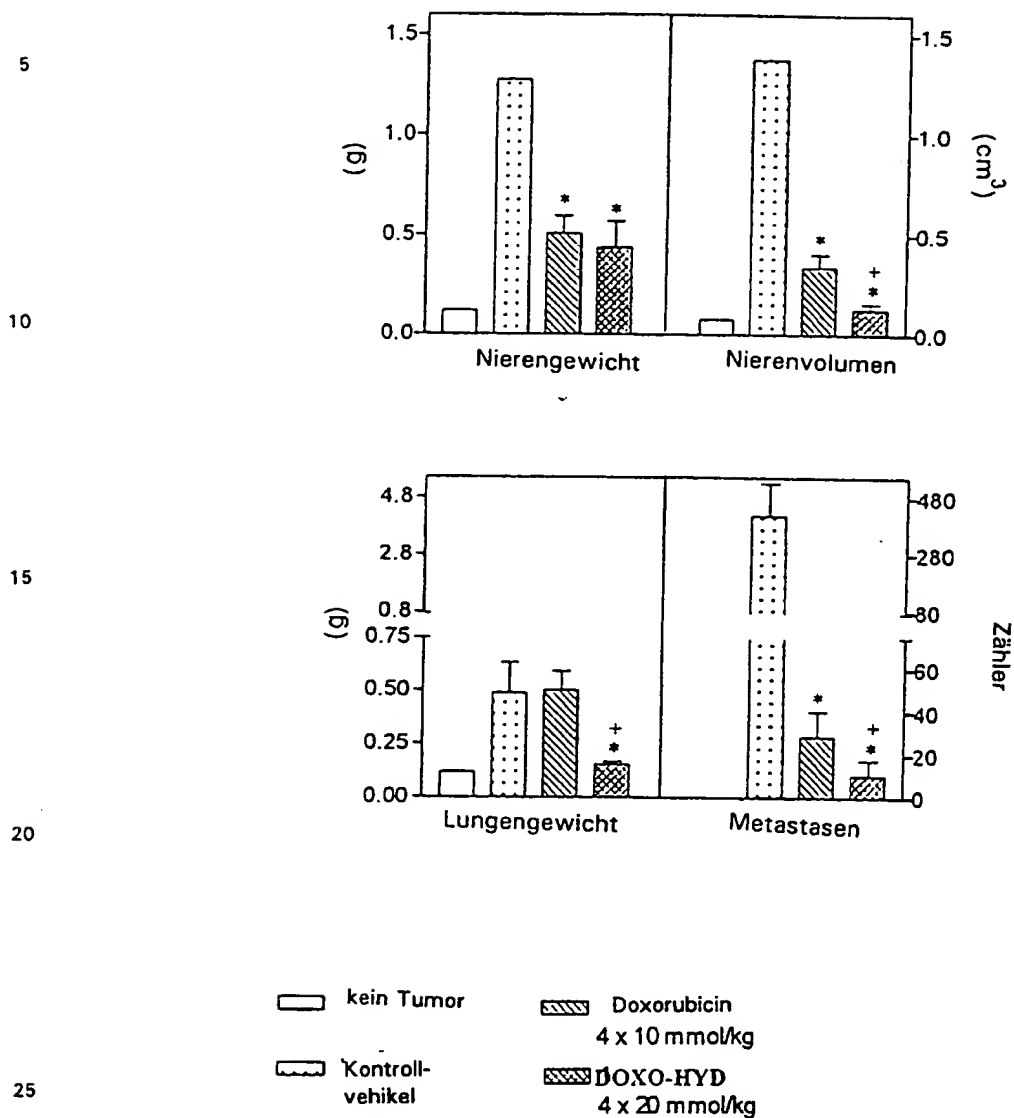 5
10
15
20
25
(g)
1.5
1.0
0.5
0.0
* *
*
+
*
1.5
1.0
0.5
0.0
(cm³)
Nierengewicht
Nierenvolumen
(g)
4.8
2.8
0.8
0.75
0.50
0.25
0.00
+
*
*
+
*
480
280
80
60
40
20
0
Zähler
Lungengewicht
Metastasen
kein Tumor
Doxorubicin
4 x 10 mmol/kg
Kontroll-
vehikel
DOXO-HYD
4 x 20 mmol/kg